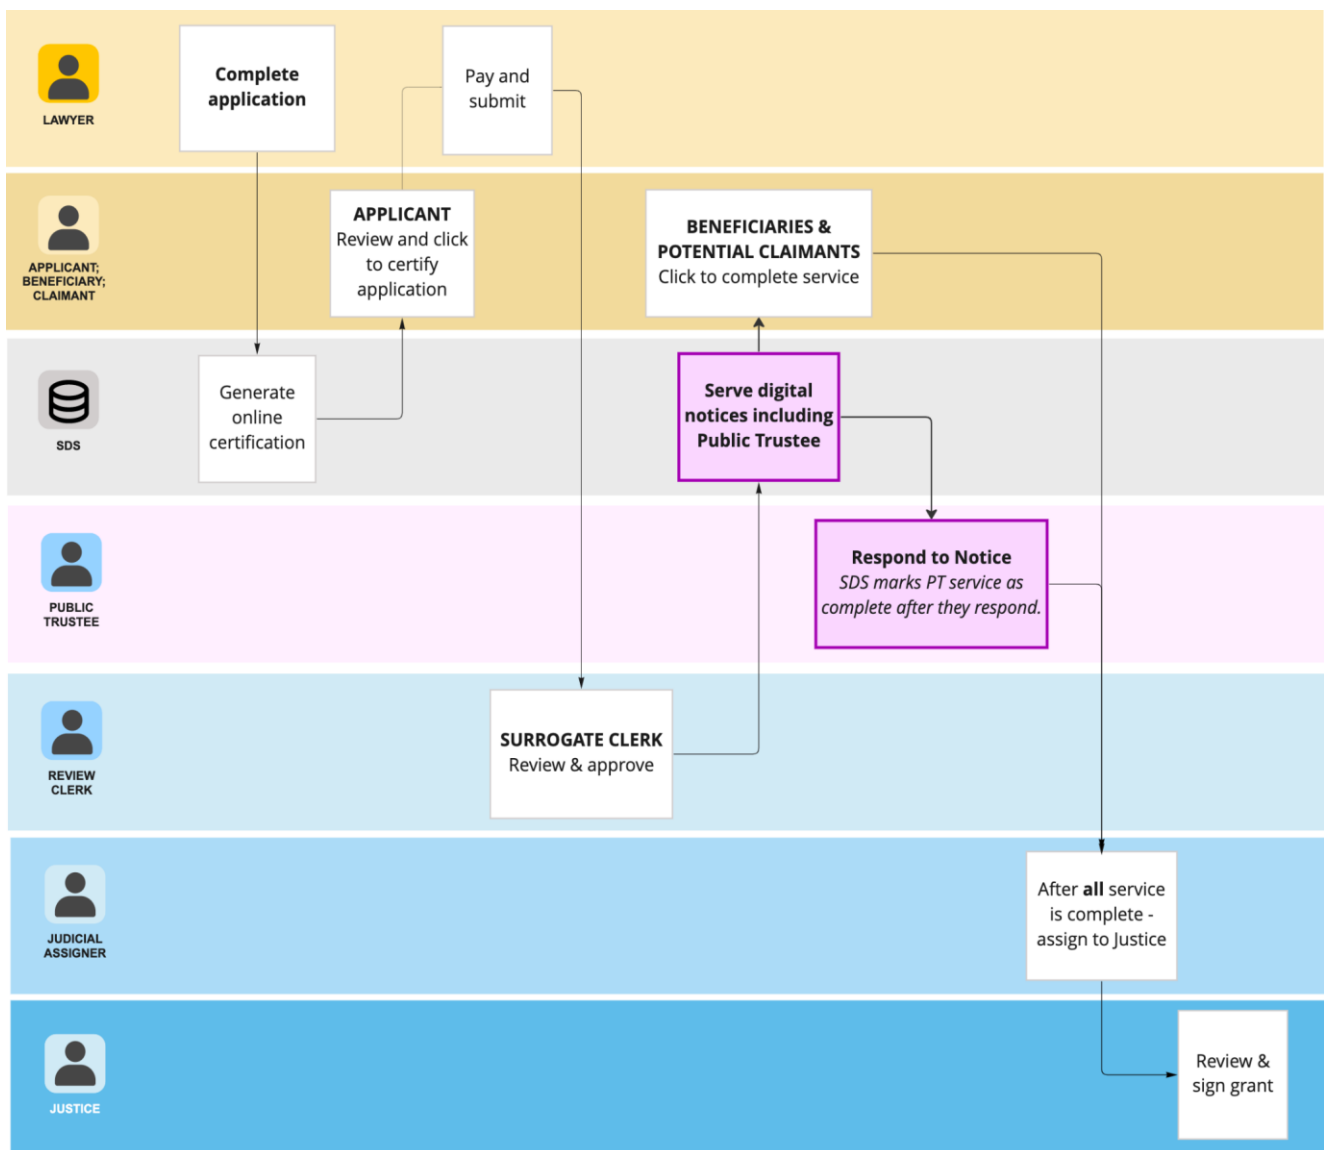 LAWYER
Complete
application
Pay and
submit
APPLICANT;
BENEFICIARY;
CLAIMANT
APPLICANT
Review and click
to certify
application
BENEFICIARIES &
POTENTIAL CLAIMANTS
Click to complete service
SDS
Generate
online
certification
Serve digital
notices including
Public Trustee
PUBLIC
TRUSTEE
Respond to Notice
SDS marks PT service as
complete after they respond.
REVIEW
CLERK
SURROGATE CLERK
Review & approve
JUDICIAL
ASSIGNER
After all service
is complete -
assign to Justice
JUSTICE
Review &
sign grant